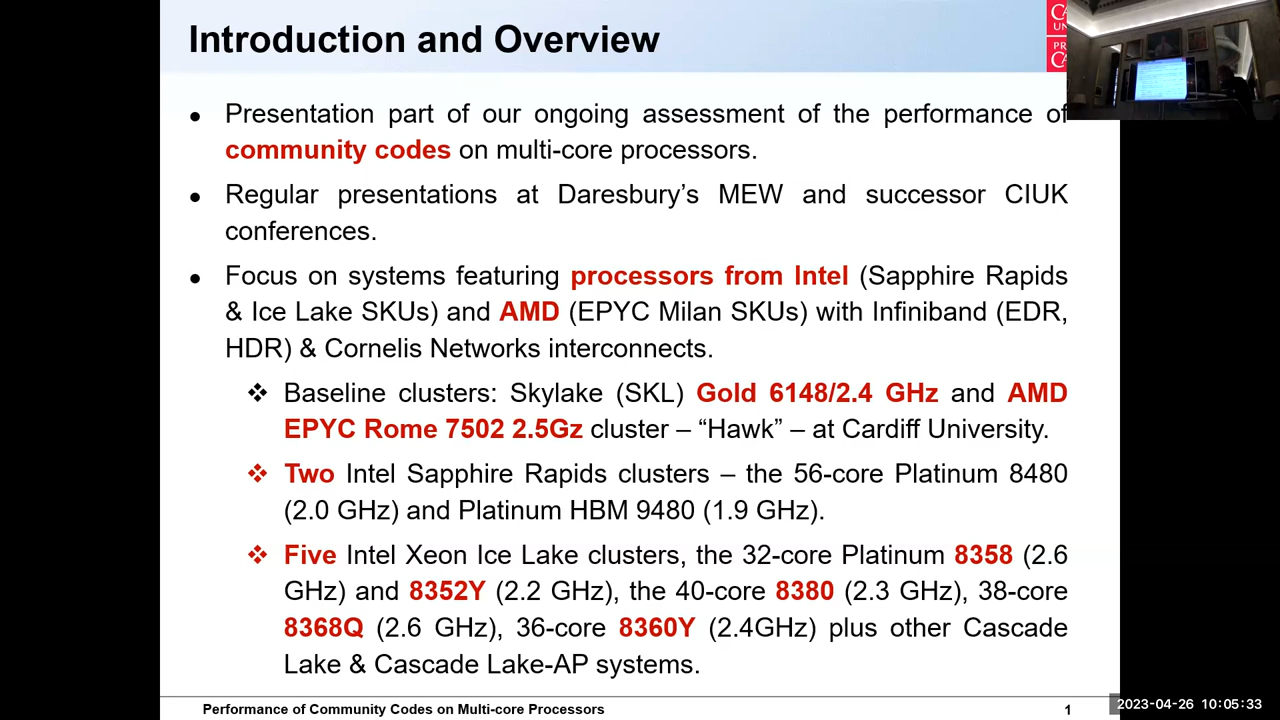 Introduction and Overview
CA
UN
PR
CA
• Presentation part of our ongoing assessment of the performance of
community codes on multi-core processors.
• Regular presentations at Daresbury’s MEW and successor CIUK
conferences.
• Focus on systems featuring processors from Intel (Sapphire Rapids
& Ice Lake SKUs) and AMD (EPYC Milan SKUs) with Infiniband (EDR,
HDR) & Cornelis Networks interconnects.
❖ Baseline clusters: Skylake (SKL) Gold 6148/2.4 GHz and AMD
EPYC Rome 7502 2.5Gz cluster – “Hawk” – at Cardiff University.
❖ Two Intel Sapphire Rapids clusters – the 56-core Platinum 8480
(2.0 GHz) and Platinum HBM 9480 (1.9 GHz).
❖ Five Intel Xeon Ice Lake clusters, the 32-core Platinum 8358 (2.6
GHz) and 8352Y (2.2 GHz), the 40-core 8380 (2.3 GHz), 38-core
8368Q (2.6 GHz), 36-core 8360Y (2.4GHz) plus other Cascade
Lake & Cascade Lake-AP systems.
Performance of Community Codes on Multi-core Processors
1
2023-04-26 10:05:33